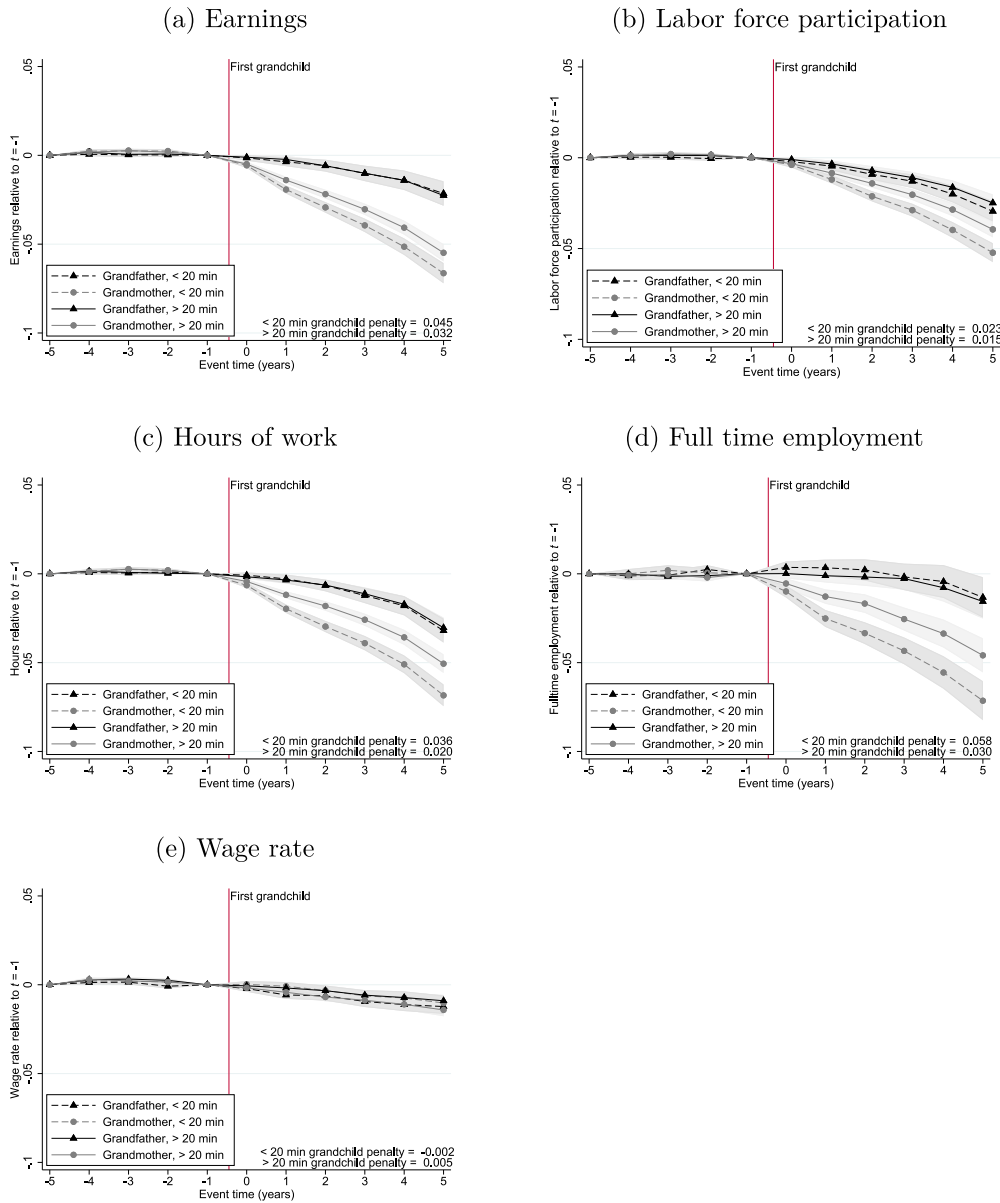 (a) Earnings
Earnings relative to t = -1
.05
0
-.05
-.1
First grandchild
Grandfather, < 20 min
Grandmother, < 20 min
Grandfather, > 20 min
Grandmother, > 20 min
< 20 min grandchild penalty = 0.045
> 20 min grandchild penalty = 0.032
-5 -4 -3 -2 -1 0 1 2 3 4 5
Event time (years)
(b) Labor force participation
Labor force participation relative to t = -1
.05
0
-.05
-.1
First grandchild
Grandfather, < 20 min
Grandmother, < 20 min
Grandfather, > 20 min
Grandmother, > 20 min
< 20 min grandchild penalty = 0.023
> 20 min grandchild penalty = 0.015
-5 -4 -3 -2 -1 0 1 2 3 4 5
Event time (years)
(c) Hours of work
Hours relative to t = -1
.05
0
-.05
-.1
First grandchild
Grandfather, < 20 min
Grandmother, < 20 min
Grandfather, > 20 min
Grandmother, > 20 min
< 20 min grandchild penalty = 0.036
> 20 min grandchild penalty = 0.020
-5 -4 -3 -2 -1 0 1 2 3 4 5
Event time (years)
(d) Full time employment
Fulltime employment relative to t = -1
.05
0
-.05
-.1
First grandchild
Grandfather, < 20 min
Grandmother, < 20 min
Grandfather, > 20 min
Grandmother, > 20 min
< 20 min grandchild penalty = 0.058
> 20 min grandchild penalty = 0.030
-5 -4 -3 -2 -1 0 1 2 3 4 5
Event time (years)
(e) Wage rate
Wage rate relative to t = -1
.05
0
-.05
-.1
First grandchild
Grandfather, < 20 min
Grandmother, < 20 min
Grandfather, > 20 min
Grandmother, > 20 min
< 20 min grandchild penalty = -0.002
> 20 min grandchild penalty = 0.005
-5 -4 -3 -2 -1 0 1 2 3 4 5
Event time (years)